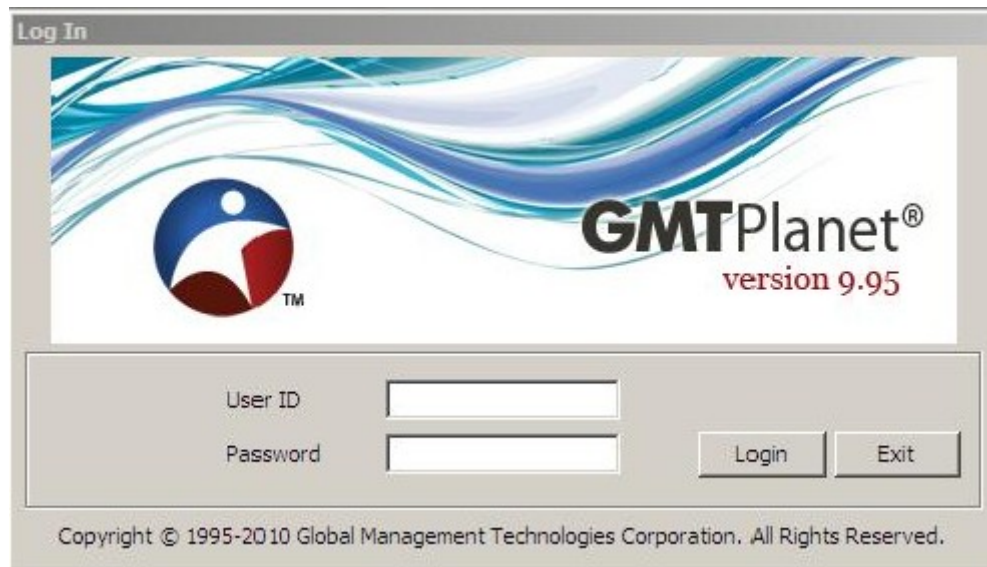 Log In
GMTPlanet®
version 9.95
TM
User ID
Password
Login Exit
Copyright © 1995-2010 Global Management Technologies Corporation. All Rights Reserved.